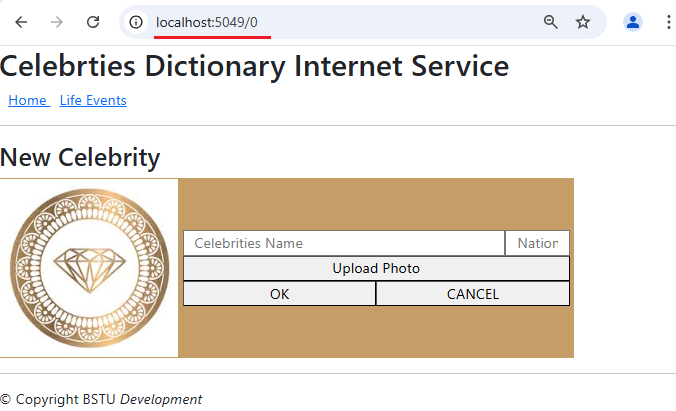 localhost:5049/0
Celebrties Dictionary Internet Service
Home Life Events
New Celebrity
Celebrities Name Nation
Upload Photo
OK CANCEL
© Copyright BSTU Development